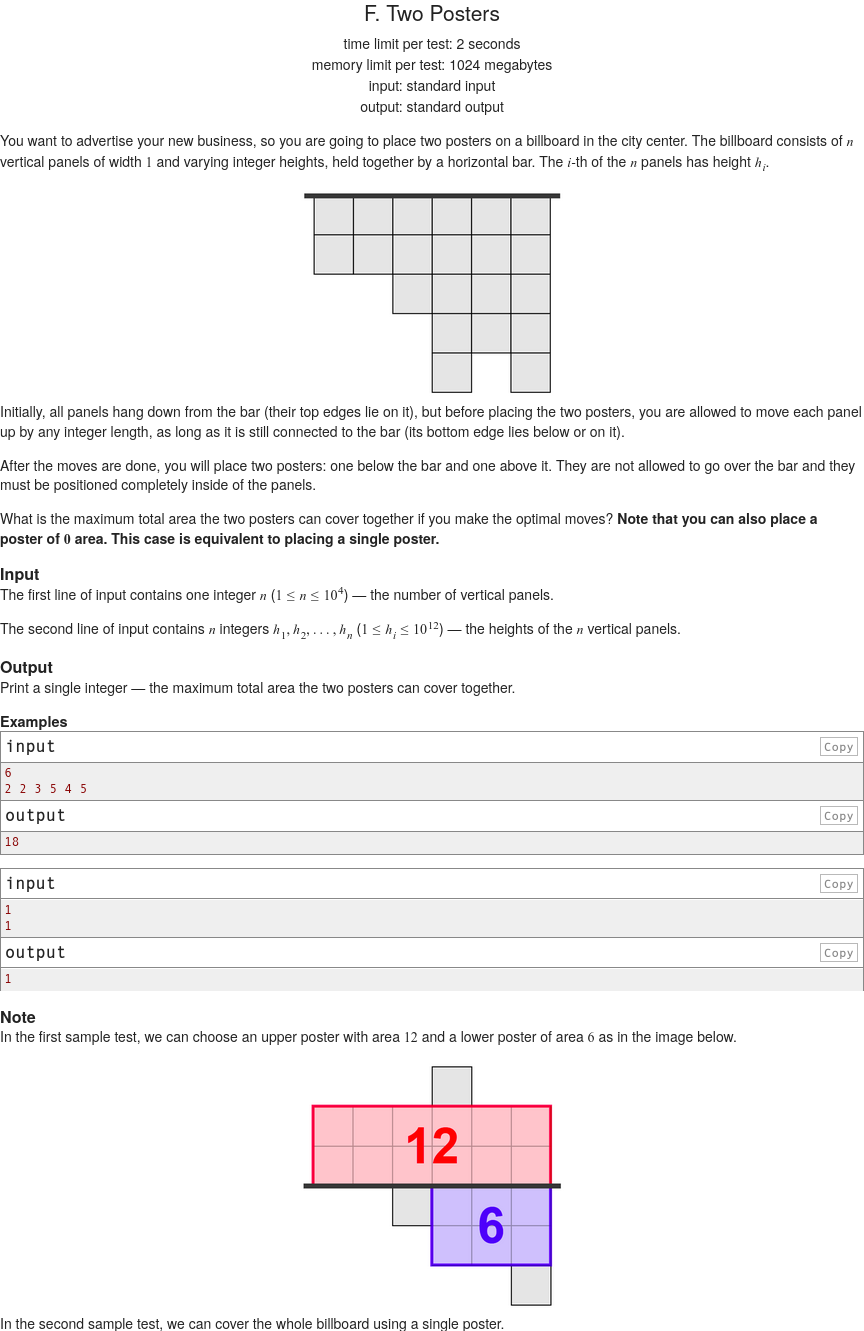 F. Two Posters
time limit per test: 2 seconds
memory limit per test: 1024 megabytes
input: standard input
output: standard output
You want to advertise your new business, so you are going to place two posters on a billboard in the city center. The billboard consists of n
vertical panels of width 1 and varying integer heights, held together by a horizontal bar. The i-th of the n panels has height h_i.
Initially, all panels hang down from the bar (their top edges lie on it), but before placing the two posters, you are allowed to move each panel
up by any integer length, as long as it is still connected to the bar (its bottom edge lies below or on it).
After the moves are done, you will place two posters: one below the bar and one above it. They are not allowed to go over the bar and they
must be positioned completely inside of the panels.
What is the maximum total area the two posters can cover together if you make the optimal moves? Note that you can also place a
poster of 0 area. This case is equivalent to placing a single poster.
Input
The first line of input contains one integer n (1 ≤ n ≤ 10^4) — the number of vertical panels.
The second line of input contains n integers h_1, h_2, . . . , h_n (1 ≤ h_i ≤ 10^12) — the heights of the n vertical panels.
Output
Print a single integer — the maximum total area the two posters can cover together.
Examples
input
Copy
6
2 2 3 5 4 5
output
Copy
18
input
Copy
1
1
output
Copy
1
Note
In the first sample test, we can choose an upper poster with area 12 and a lower poster of area 6 as in the image below.
12
6
In the second sample test, we can cover the whole billboard using a single poster.